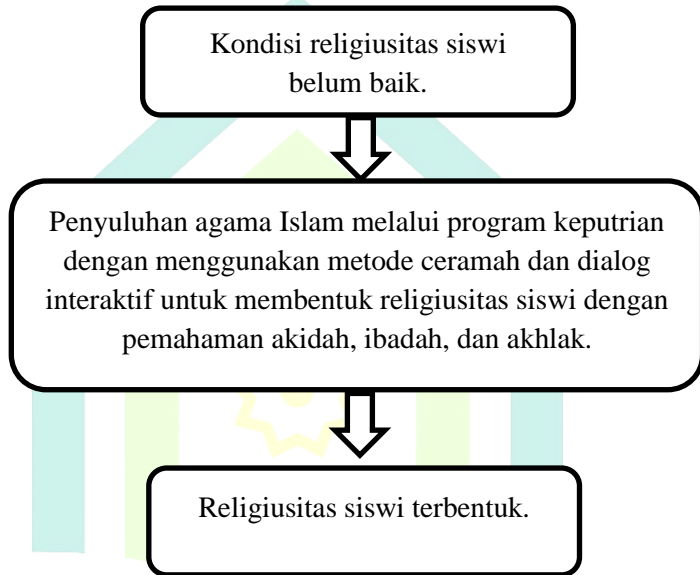 Kondisi religiusitas siswi
belum baik.
Penyuluhan agama Islam melalui program keputrian
dengan menggunakan metode ceramah dan dialog
interaktif untuk membentuk religiusitas siswi dengan
pemahaman akidah, ibadah, dan akhlak.
Religiusitas siswi terbentuk.